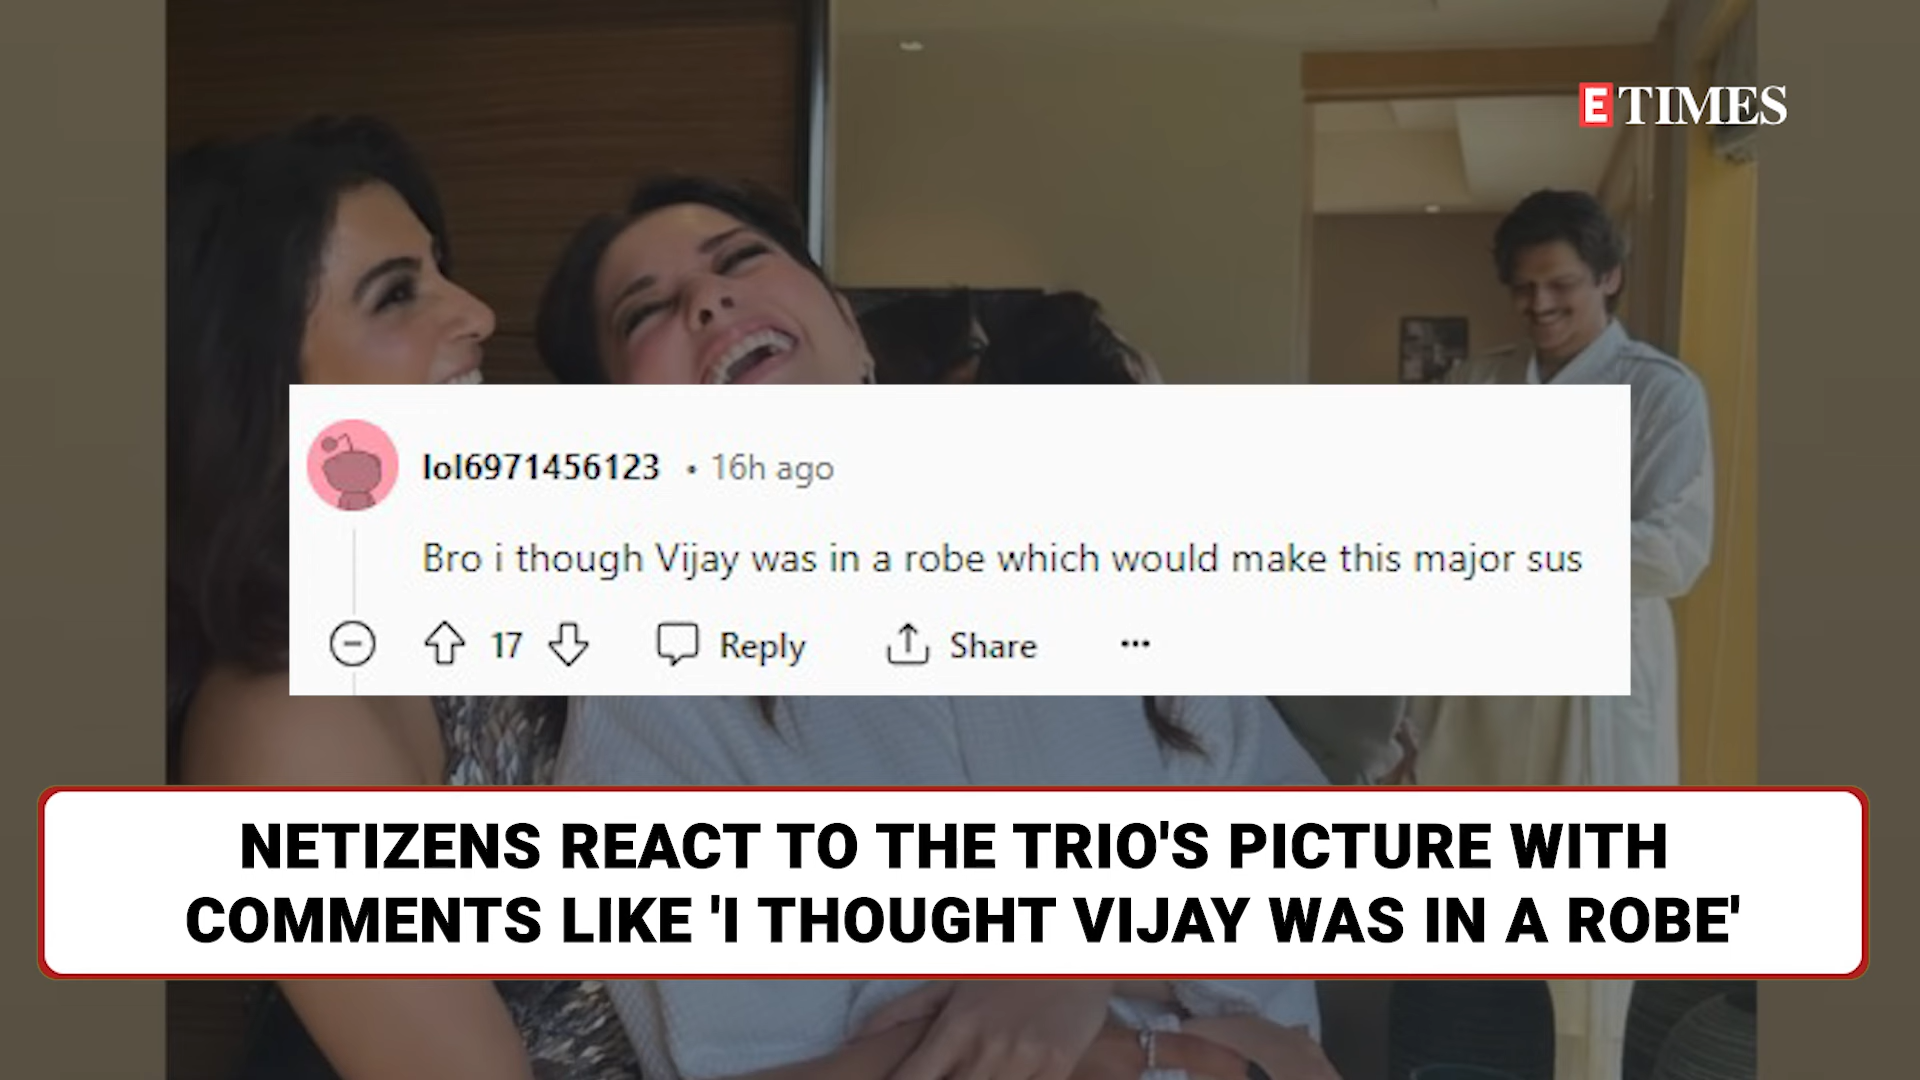 E TIMES
lol6971456123 • 16h ago
Bro i though Vijay was in a robe which would make this major sus
17 Reply Share ...
NETIZENS REACT TO THE TRIO'S PICTURE WITH
COMMENTS LIKE 'I THOUGHT VIJAY WAS IN A ROBE'